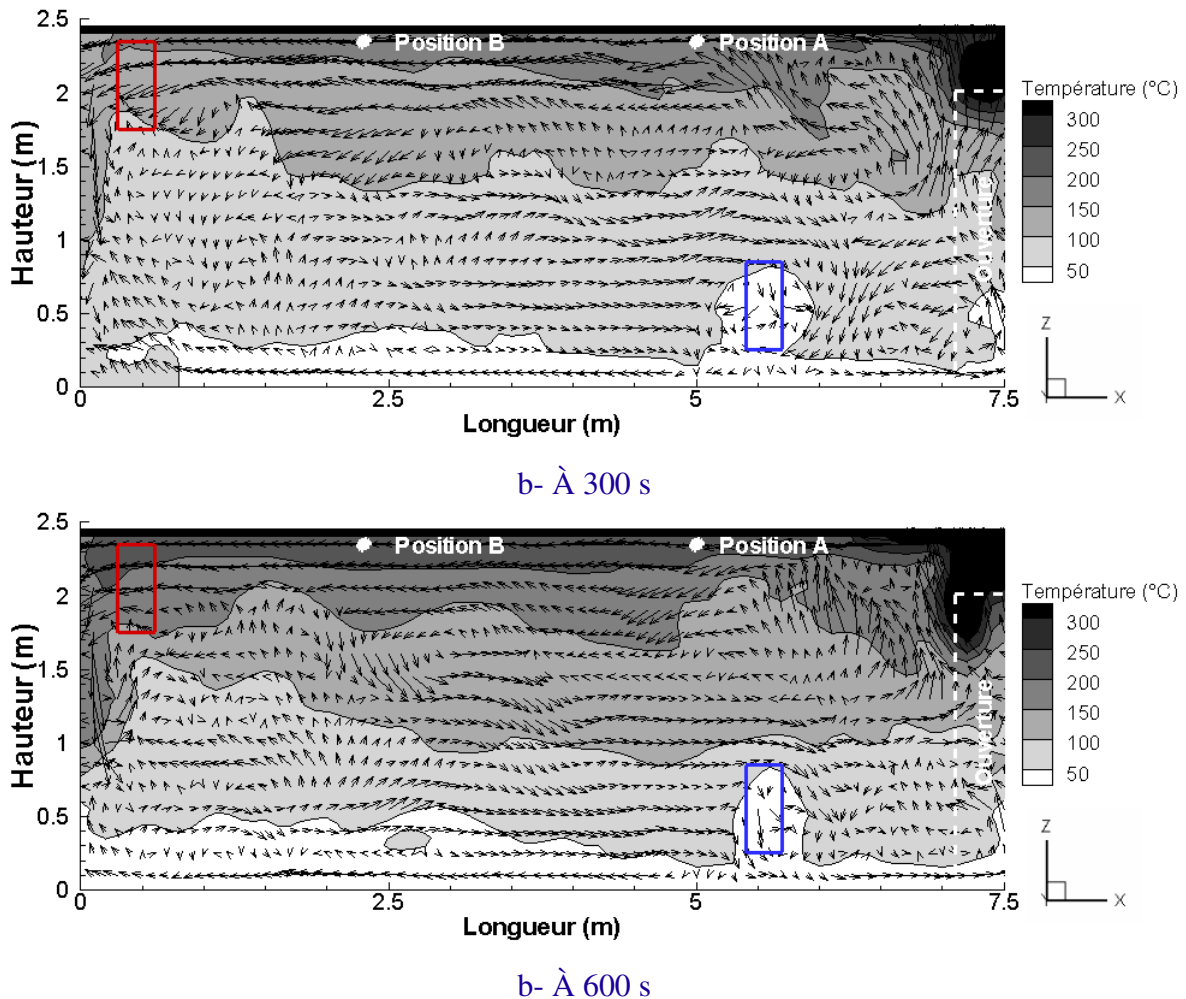 2.5
2
1.5
1
0.5
0
Hauteur (m)
Position B
Position A
Ouverture
0
2.5
5
7.5
Longueur (m)
Température (°C)
300
250
200
150
100
50
Z
Y
X
b- À 300 s
2.5
2
1.5
1
0.5
0
Hauteur (m)
Position B
Position A
Ouverture
0
2.5
5
7.5
Longueur (m)
Température (°C)
300
250
200
150
100
50
Z
Y
X
b- À 600 s